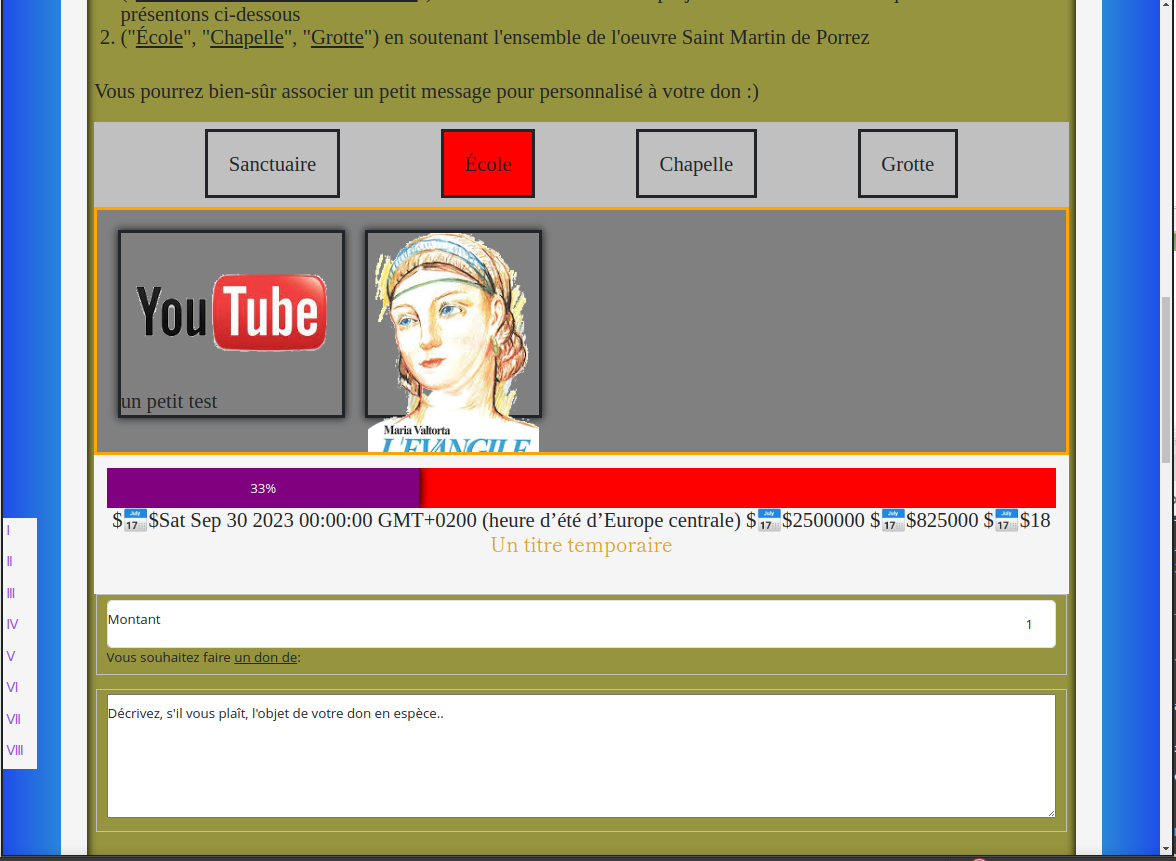 présentons ci-dessous
2. ("École", "Chapelle", "Grotte") en soutenant l'ensemble de l'oeuvre Saint Martin de Porrez
Vous pourrez bien-sûr associer un petit message pour personnalisé à votre don :)
Sanctuaire École Chapelle Grotte
YouTube
un petit test
Maria Valtorta
L'EVANGILE
33%
$📅$Sat Sep 30 2023 00:00:00 GMT+0200 (heure d’été d’Europe centrale) $📅$2500000 $📅$825000 $📅$18
Un titre temporaire
I
II
III
IV
V
VI
VII
VIII
Montant 1
Vous souhaitez faire un don de:
Décrivez, s'il vous plaît, l'objet de votre don en espèce..